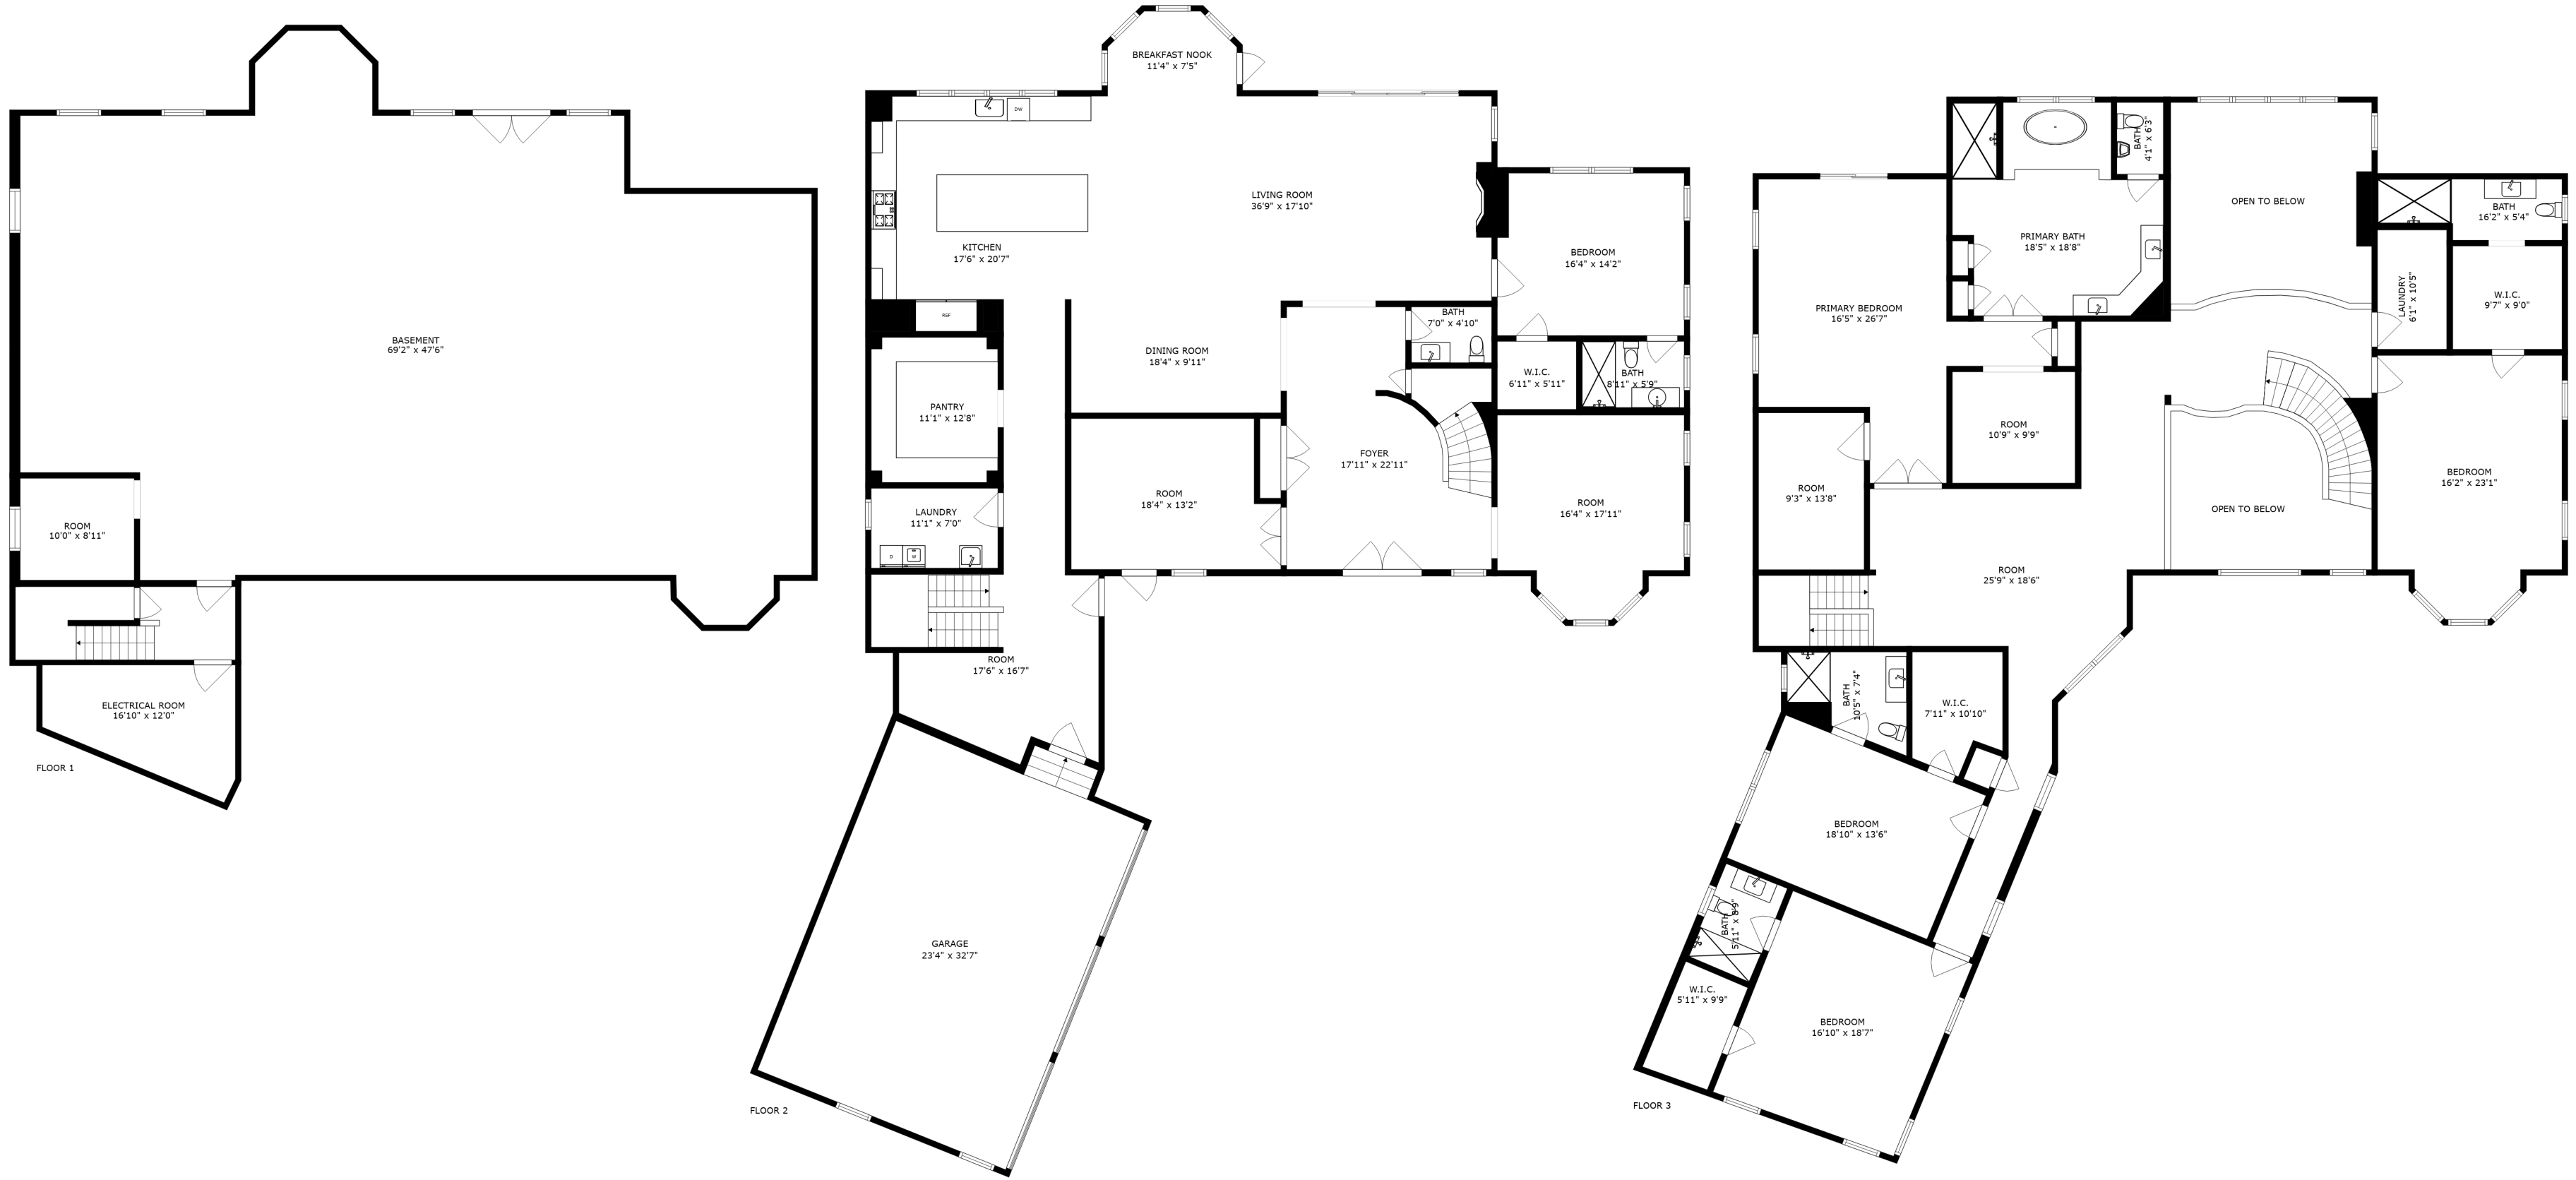 BASEMENT
69'2" x 47'6"
ROOM
10'0" x 8'11"
ELECTRICAL ROOM
16'10" x 12'0"
FLOOR 1
BREAKFAST NOOK
11'4" x 7'5"
DW
LIVING ROOM
36'9" x 17'10"
KITCHEN
17'6" x 20'7"
BEDROOM
16'4" x 14'2"
REF
BATH
7'0" x 4'10"
DINING ROOM
18'4" x 9'11"
W.I.C.
6'11" x 5'11"
BATH
8'11" x 5'9"
PANTRY
11'1" x 12'8"
FOYER
17'11" x 22'11"
ROOM
18'4" x 13'2"
ROOM
16'4" x 17'11"
LAUNDRY
11'1" x 7'0"
D
ROOM
17'6" x 16'7"
GARAGE
23'4" x 32'7"
FLOOR 2
BATH
4'1" x 6'3"
OPEN TO BELOW
BATH
16'2" x 5'4"
PRIMARY BATH
18'5" x 18'8"
LAUNDRY
6'1" x 10'5"
W.I.C.
9'7" x 9'0"
PRIMARY BEDROOM
16'5" x 26'7"
ROOM
10'9" x 9'9"
BEDROOM
16'2" x 23'1"
ROOM
9'3" x 13'8"
OPEN TO BELOW
ROOM
25'9" x 18'6"
BATH
10'5" x 7'4"
W.I.C.
7'11" x 10'10"
BEDROOM
18'10" x 13'6"
BATH
5'11" x 8'9"
W.I.C.
5'11" x 9'9"
BEDROOM
16'10" x 18'7"
FLOOR 3